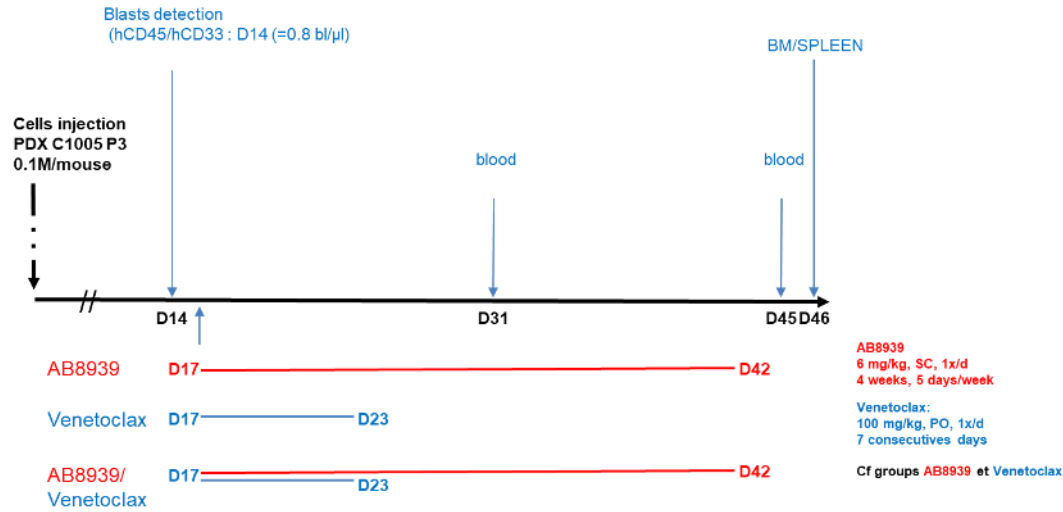 Blasts detection
(hCD45/hCD33 : D14 (=0.8 bl/µl)
BM/SPLEEN
Cells injection
PDX C1005 P3
0.1M/mouse
blood
blood
D14
D31
D45 D46
AB8939
D17
D42
AB8939
6 mg/kg, SC, 1x/d
4 weeks, 5 days/week
Venetoclax
D17
D23
Venetoclax:
100 mg/kg, PO, 1x/d
7 consecutives days
AB8939/
Venetoclax
D17
D42
D23
Cf groups AB8939 et Venetoclax